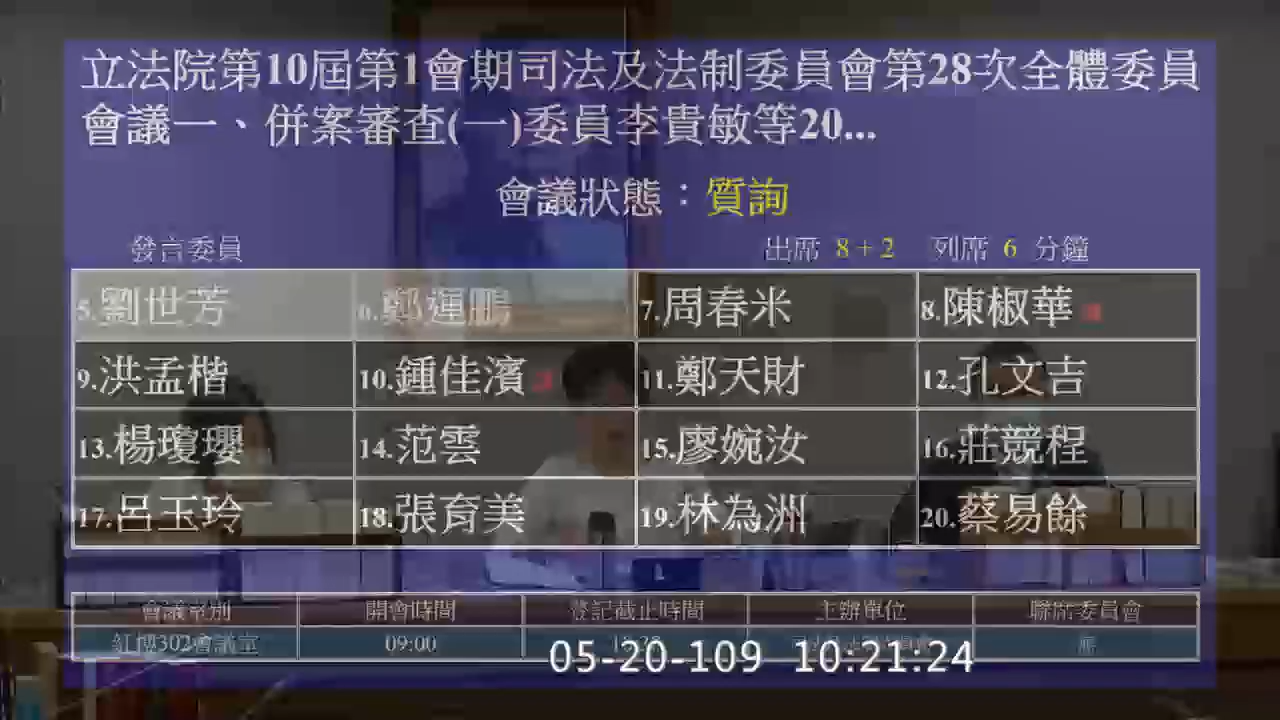 立法院第10屆第1會期司法及法制委員會第28次全體委員
會議一、併案審查(一)委員李貴敏等20...
會議狀態：質詢
發言委員 出席 8+2 列席 6 分鐘
5.劉世芳 6.鄭運鵬 7.周春米 8.陳椒華
9.洪孟楷 10.鍾佳濱 11.鄭天財 12.孔文吉
13.楊瓊瓔 14.范雲 15.廖婉汝 16.莊競程
17.呂玉玲 18.張育美 19.林為洲 20.蔡易餘
會議室別 開會時間 登記截止時間 主辦單位 聯席委員會
紅樓302會議室 09:00
05-20-109 10:21:24